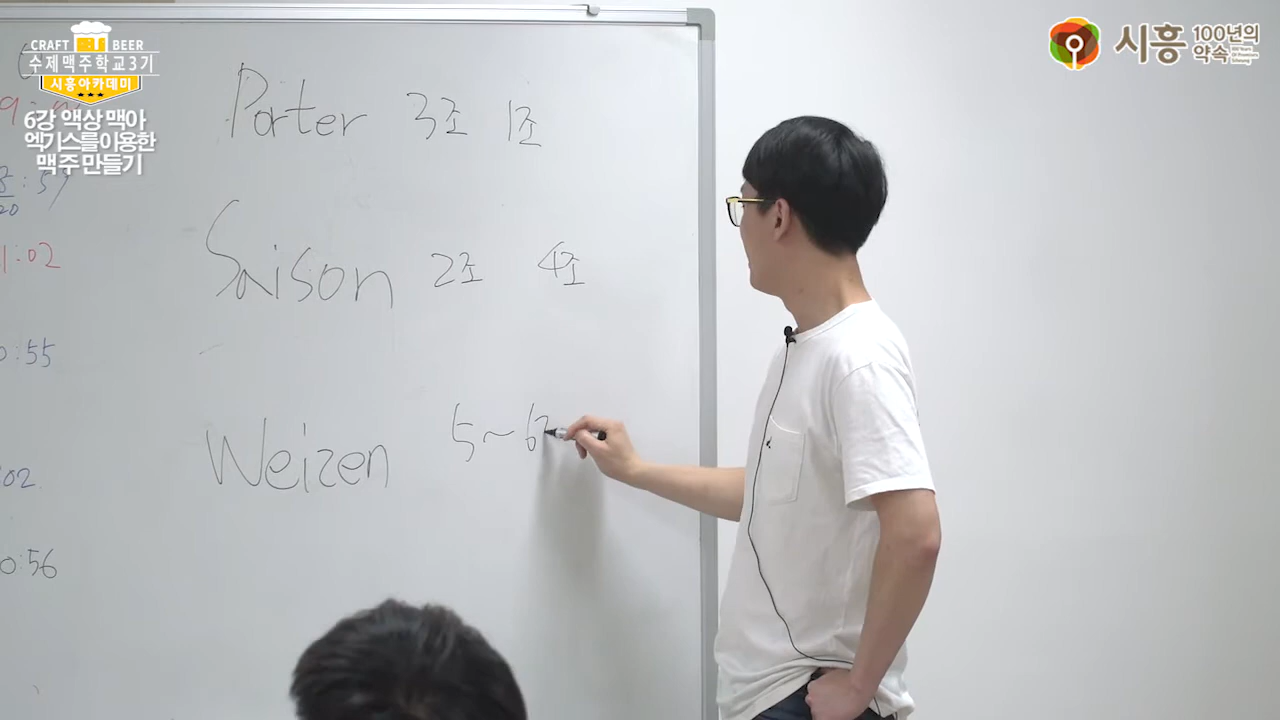 CRAFT BEER
수제맥주학교3기
시흥아카데미
6강 액상 맥아
엑기스를이용한
맥주 만들기
시흥 100년의
약속
Porter 3조 1조
Saison 2조 4조
Weizen 5~6
1:02
:55
02
0:56